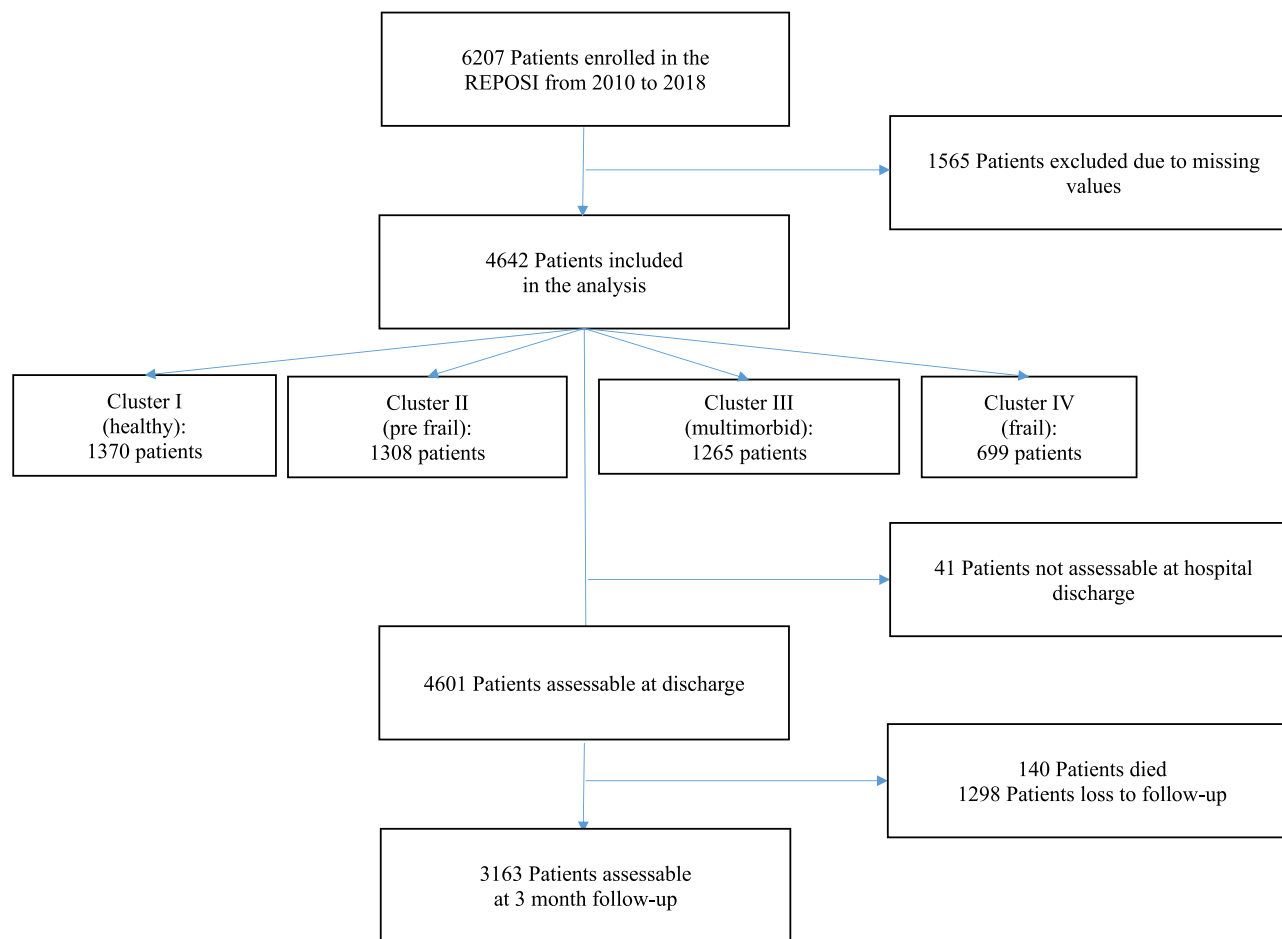 6207 Patients enrolled in the
REPOSI from 2010 to 2018
1565 Patients excluded due to missing
values
4642 Patients included
in the analysis
Cluster I
(healthy):
1370 patients
Cluster II
(pre frail):
1308 patients
Cluster III
(multimorbid):
1265 patients
Cluster IV
(frail):
699 patients
41 Patients not assessable at hospital
discharge
4601 Patients assessable at discharge
140 Patients died
1298 Patients loss to follow-up
3163 Patients assessable
at 3 month follow-up